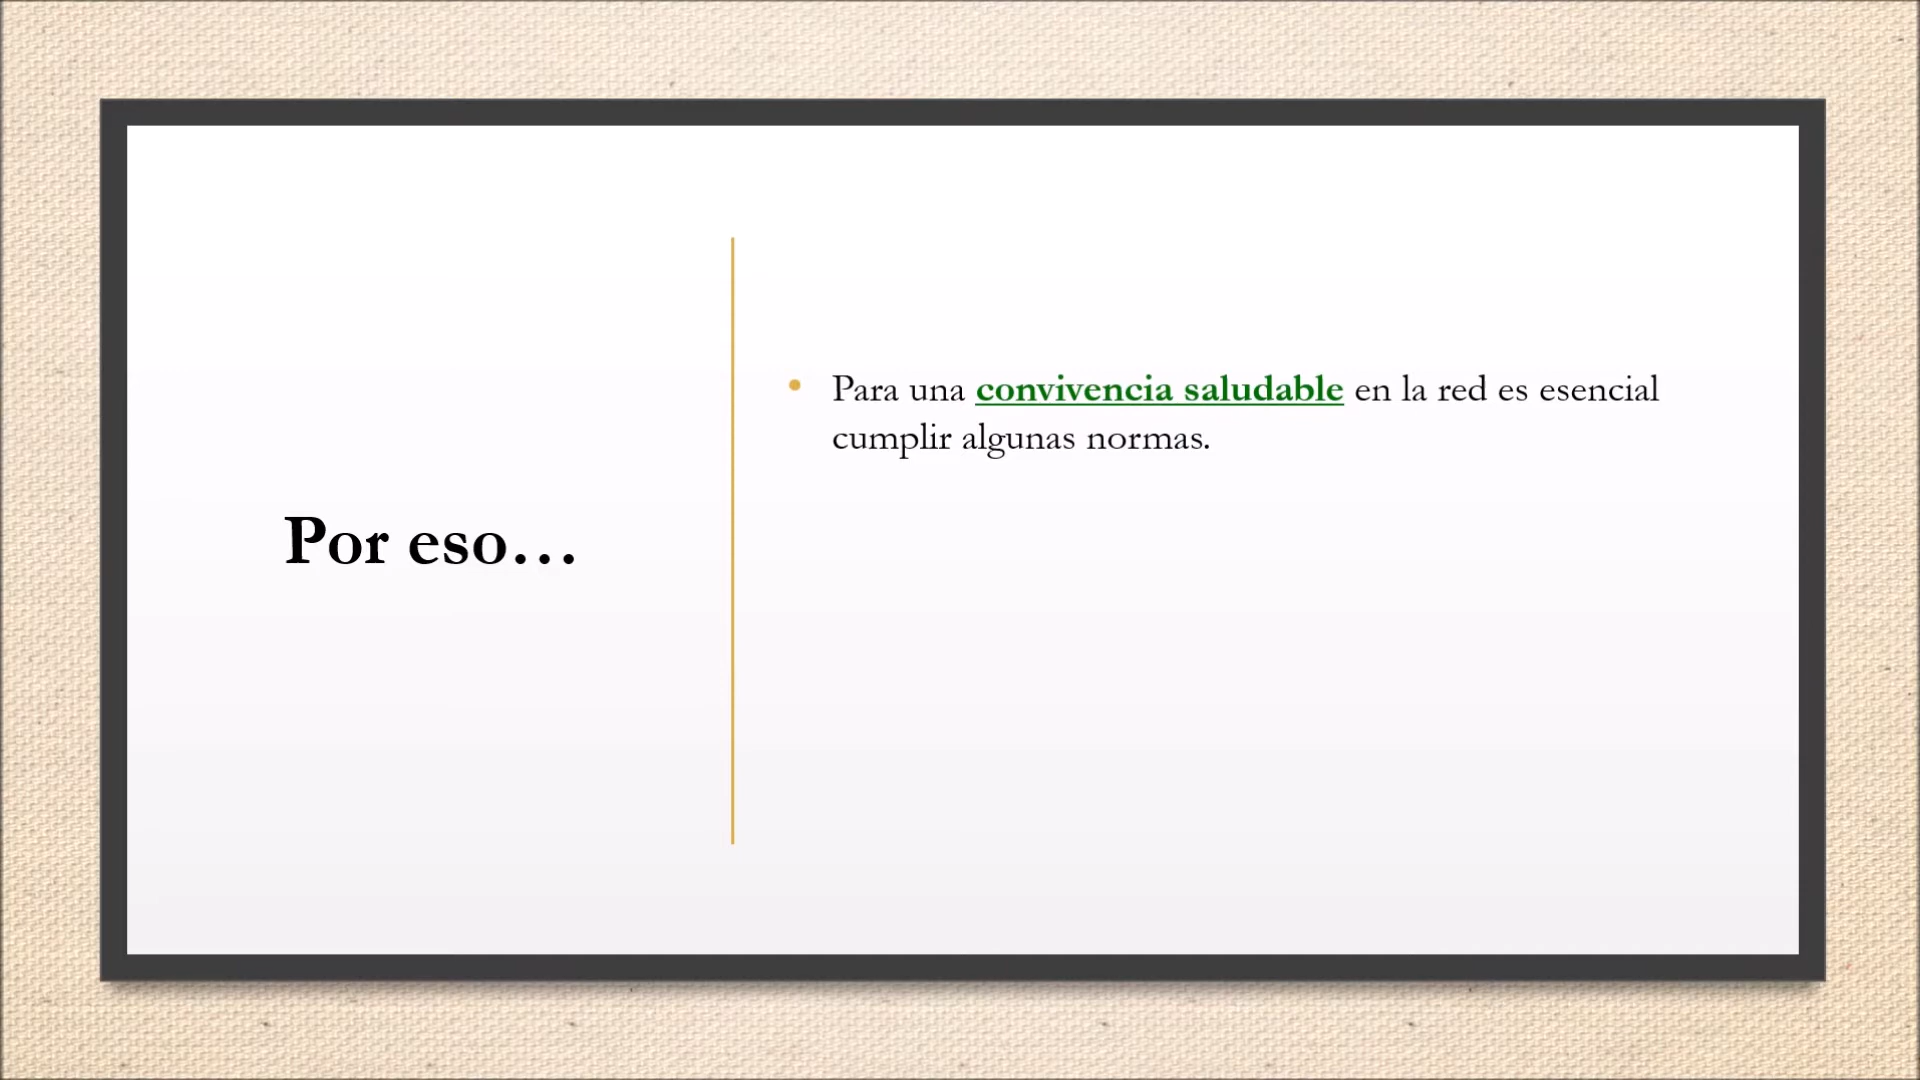 Por eso…
Para una convivencia saludable en la red es esencial
cumplir algunas normas.